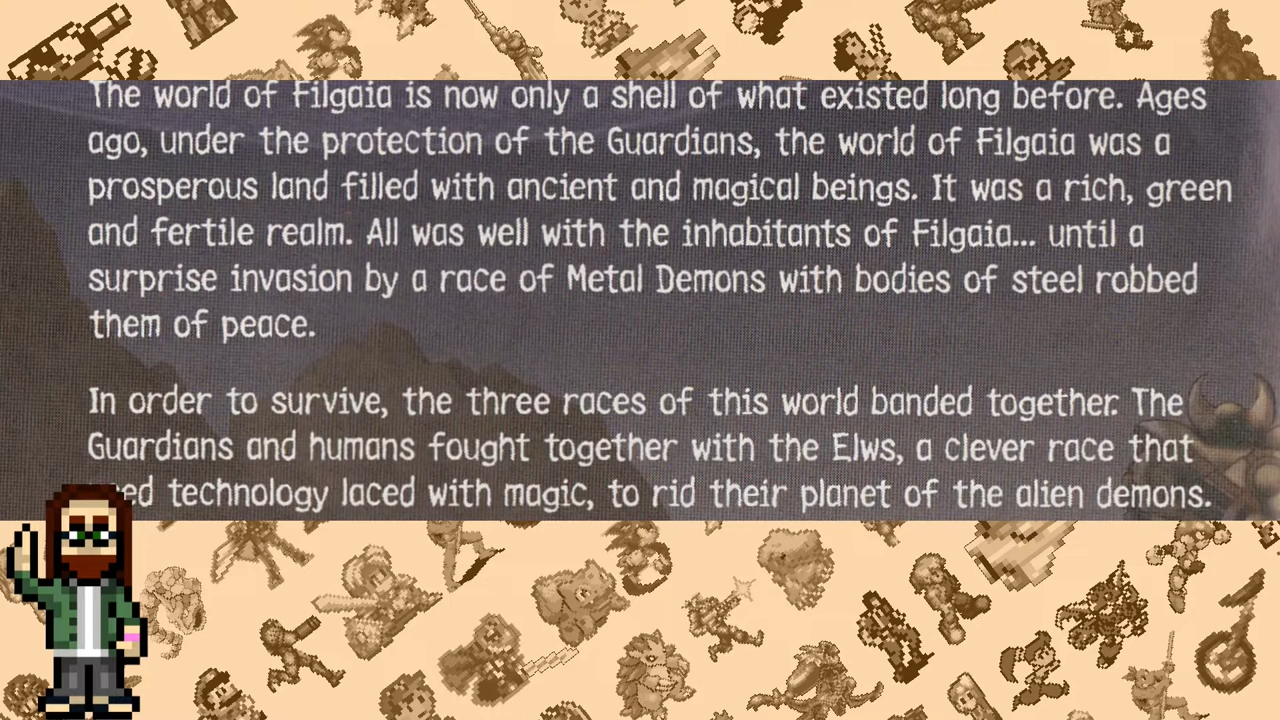 The world of Filgaia is now only a shell of what existed long before. Ages
ago, under the protection of the Guardians, the world of Filgaia was a
prosperous land filled with ancient and magical beings. It was a rich, green
and fertile realm. All was well with the inhabitants of Filgaia... until a
surprise invasion by a race of Metal Demons with bodies of steel robbed
them of peace.
In order to survive, the three races of this world banded together. The
Guardians and humans fought together with the Elws, a clever race that
technology laced with magic, to rid their planet of the alien demons.